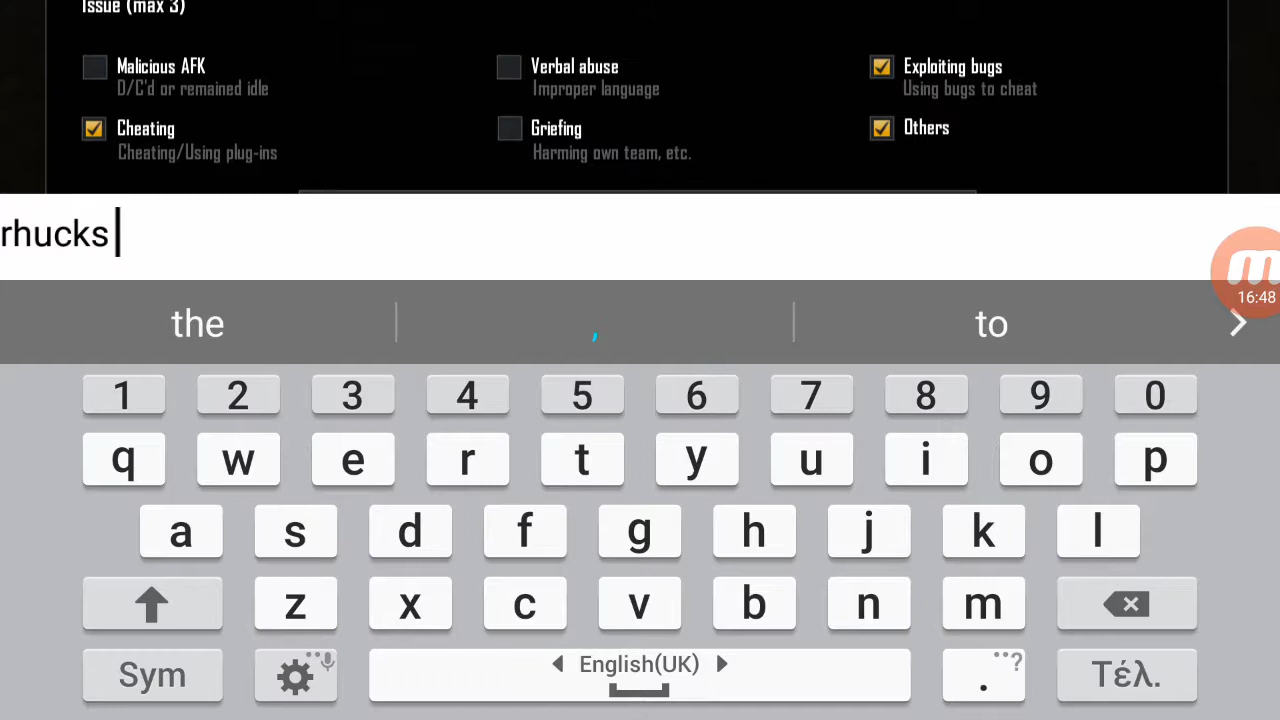 Issue (max 3)
Malicious AFK Verbal abuse Exploiting bugs
D/C'd or remained idle Improper language Using bugs to cheat
Cheating Griefing Others
Cheating/Using plug-ins Harming own team, etc.
rhucks
16:48
the , to
1 2 3 4 5 6 7 8 9 0
q w e r t y u i o p
a s d f g h j k l
z x c v b n m
Sym English(UK) . ? Τέλ.